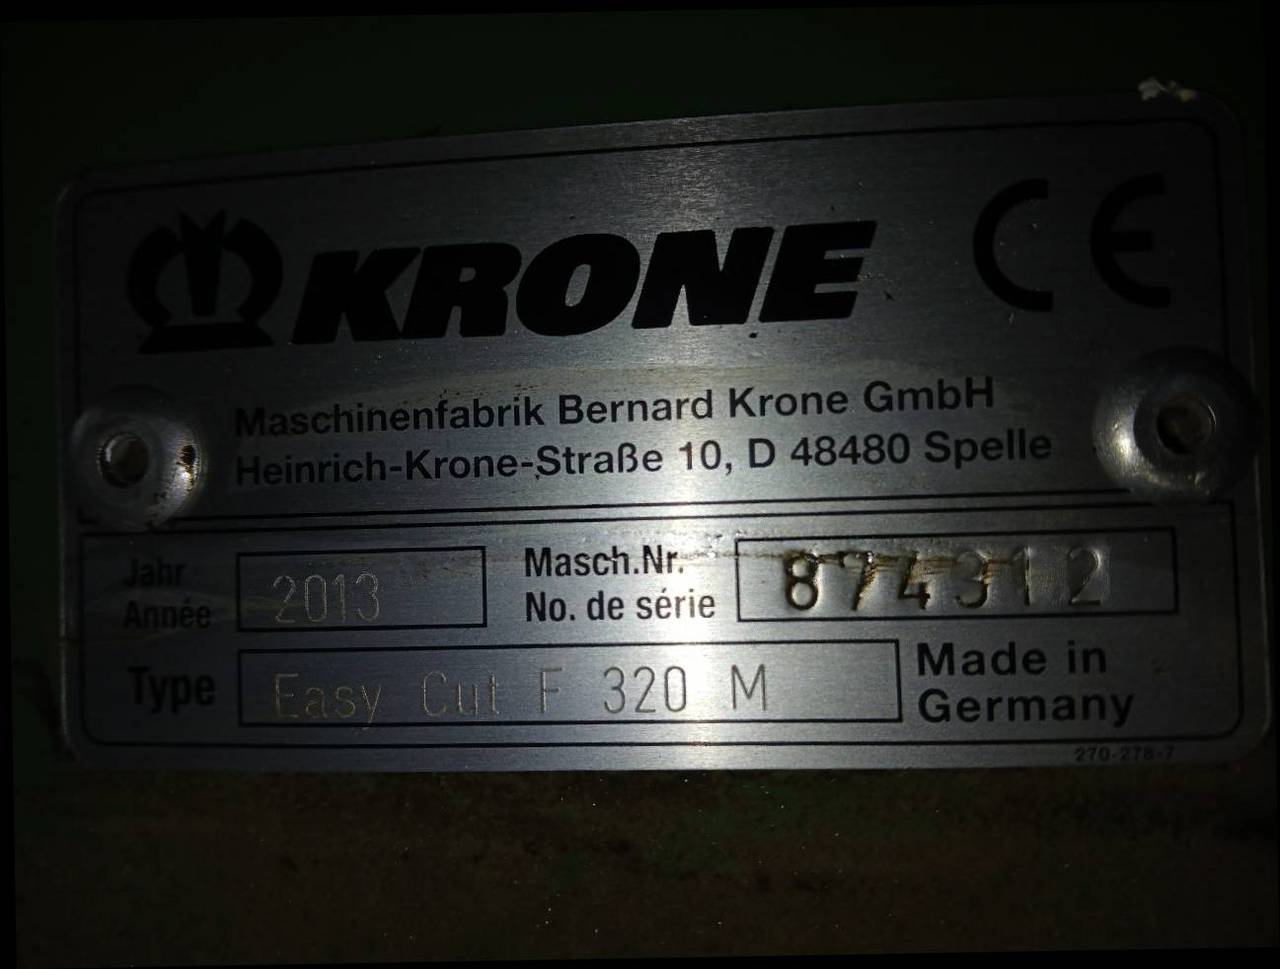 KRONE CE
Maschinenfabrik Bernard Krone GmbH
Heinrich-Krone-Straße 10, D 48480 Spelle
Jahr
Année
2013
Masch.Nr.
No. de série
874312
Type
Easy Cut F 320 M
Made in
Germany
270-278-7